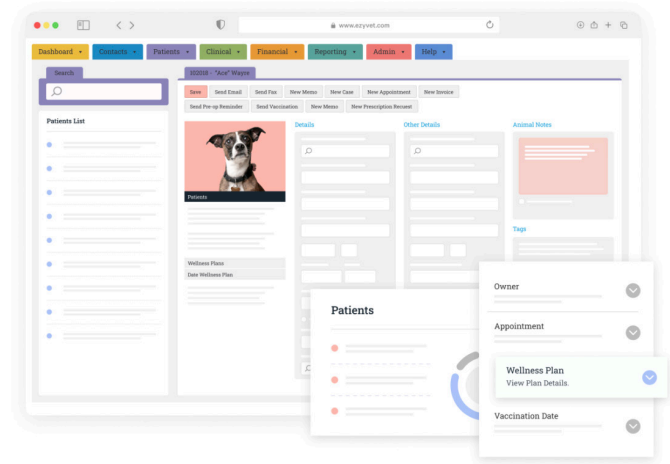 www.ezyvet.com
Dashboard Contacts Patients Clinical Financial Reporting Admin Help
Search
Patients List
102018 - "Ace" Wayne
Save Send Email Send Fax New Memo New Case New Appointment New Invoice
Send Pre-op Reminder Send Vaccination New Memo New Prescription Recuest
Patients
Wellness Plans
Date Wellness Plan
Details
Other Details
Animal Notes
Tags
Patients
Owner
Appointment
Wellness Plan
View Plan Details.
Vaccination Date